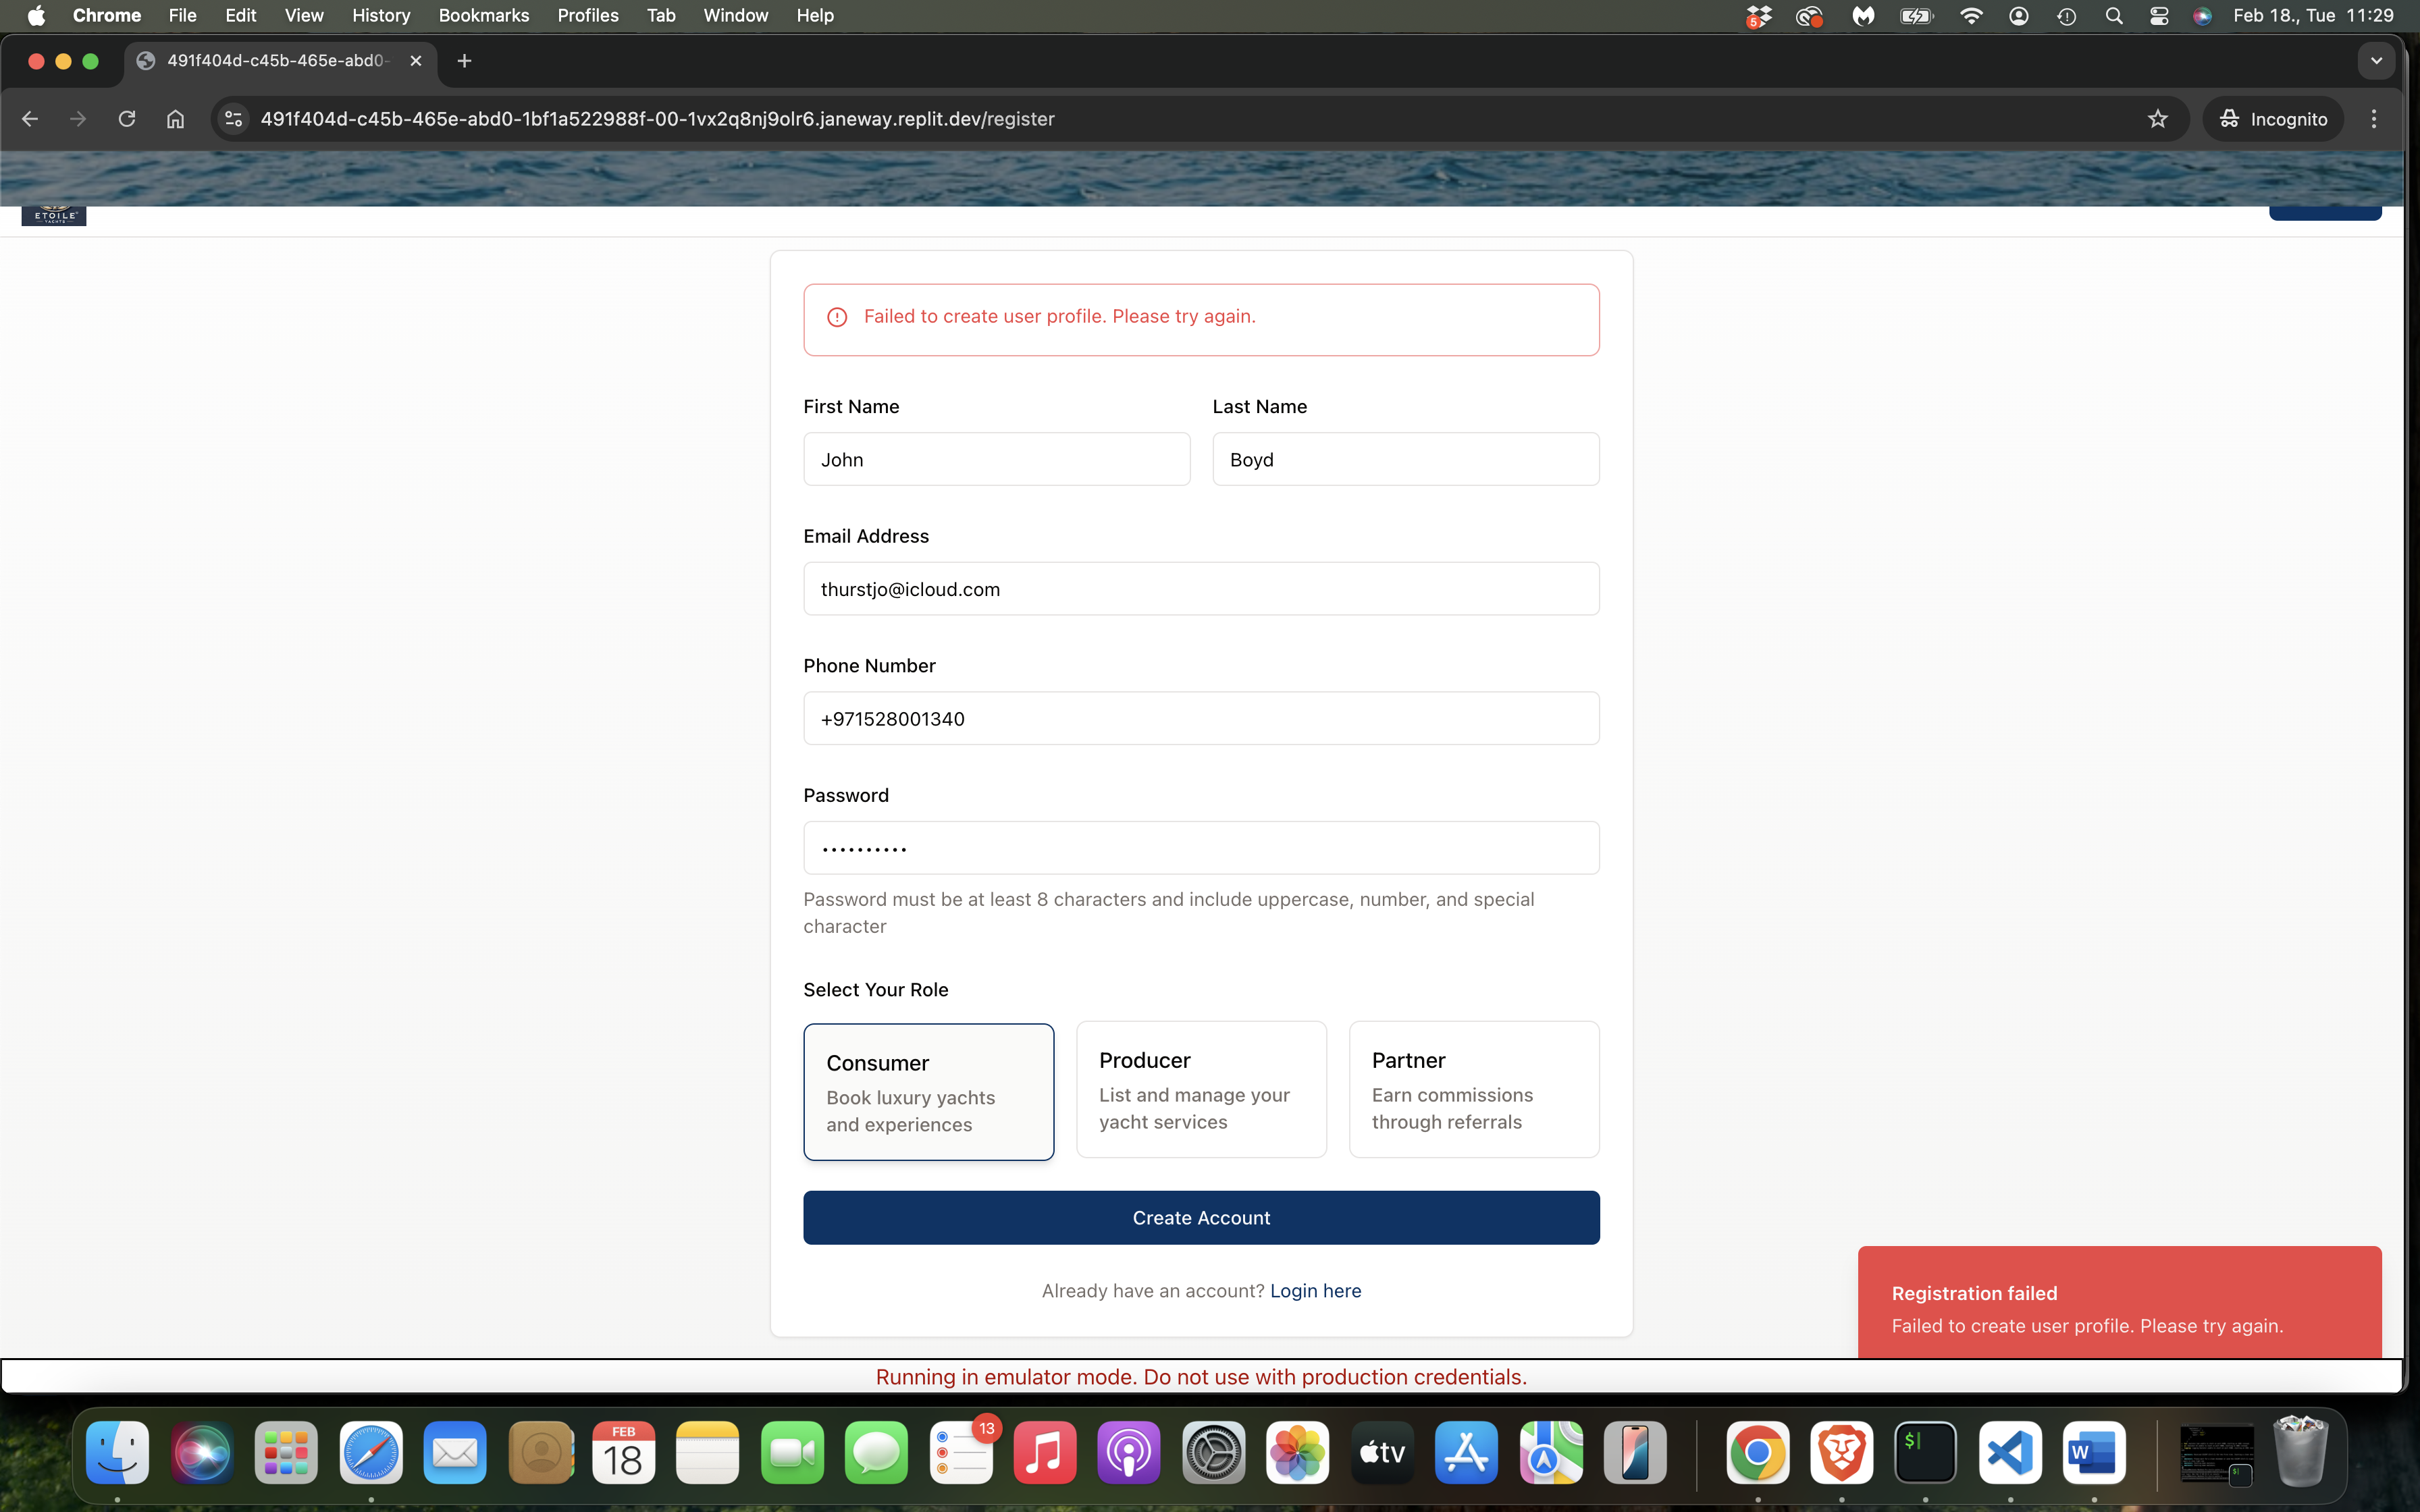 Chrome File Edit View History Bookmarks Profiles Tab Window Help
5
Feb 18., Tue 11:29
491f404d-c45b-465e-abd0-
491f404d-c45b-465e-abd0-1bf1a522988f-00-1vx2q8nj9olr6.janeway.replit.dev/register
Incognito
ETOILE
YACHTS
Failed to create user profile. Please try again.
First Name
Last Name
John
Boyd
Email Address
thurstjo@icloud.com
Phone Number
+971528001340
Password
Password must be at least 8 characters and include uppercase, number, and special
character
Select Your Role
Consumer
Book luxury yachts
and experiences
Producer
List and manage your
yacht services
Partner
Earn commissions
through referrals
Create Account
Already have an account? Login here
Registration failed
Failed to create user profile. Please try again.
Running in emulator mode. Do not use with production credentials.
FEB
18
13
tv
$
W